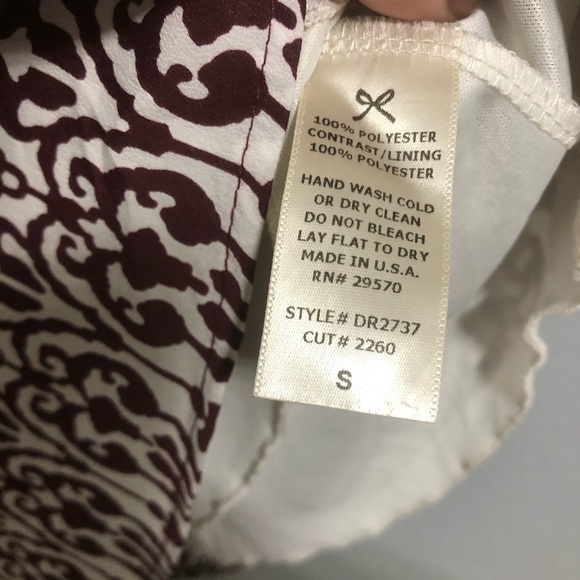 100% POLYESTER
CONTRAST/LINING
100% POLYESTER
HAND WASH COLD
OR DRY CLEAN
DO NOT BLEACH
LAY FLAT TO DRY
MADE IN U.S.A.
RN# 29570
STYLE# DR2737
CUT# 2260
S